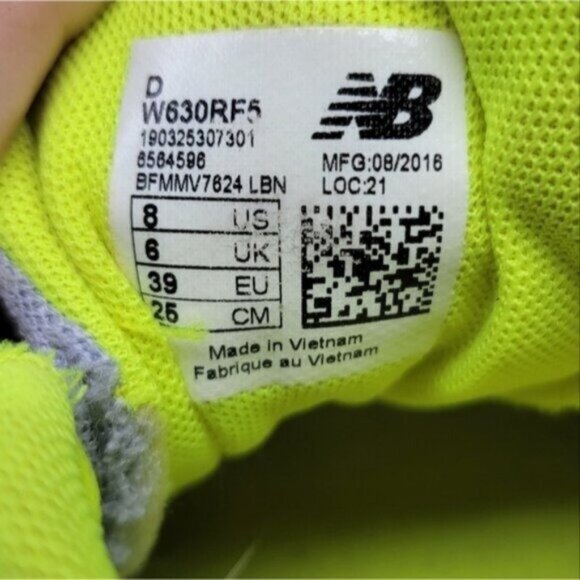 D
W630RF5
190325307301
6564596
BFMMV7624 LBN
NB
MFG:08/2016
LOC:21
8 US
6 UK
39 EU
25 CM
Made in Vietnam
Fabrique au Vietnam